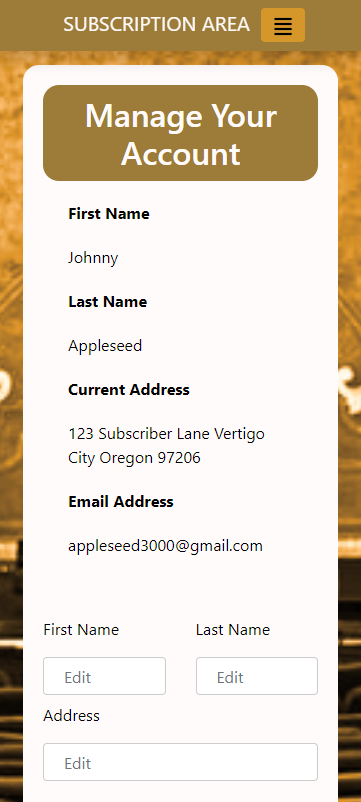 SUBSCRIPTION AREA
Manage Your
Account
First Name
Johnny
Last Name
Appleseed
Current Address
123 Subscriber Lane Vertigo
City Oregon 97206
Email Address
appleseed3000@gmail.com
First Name Last Name
Edit Edit
Address
Edit